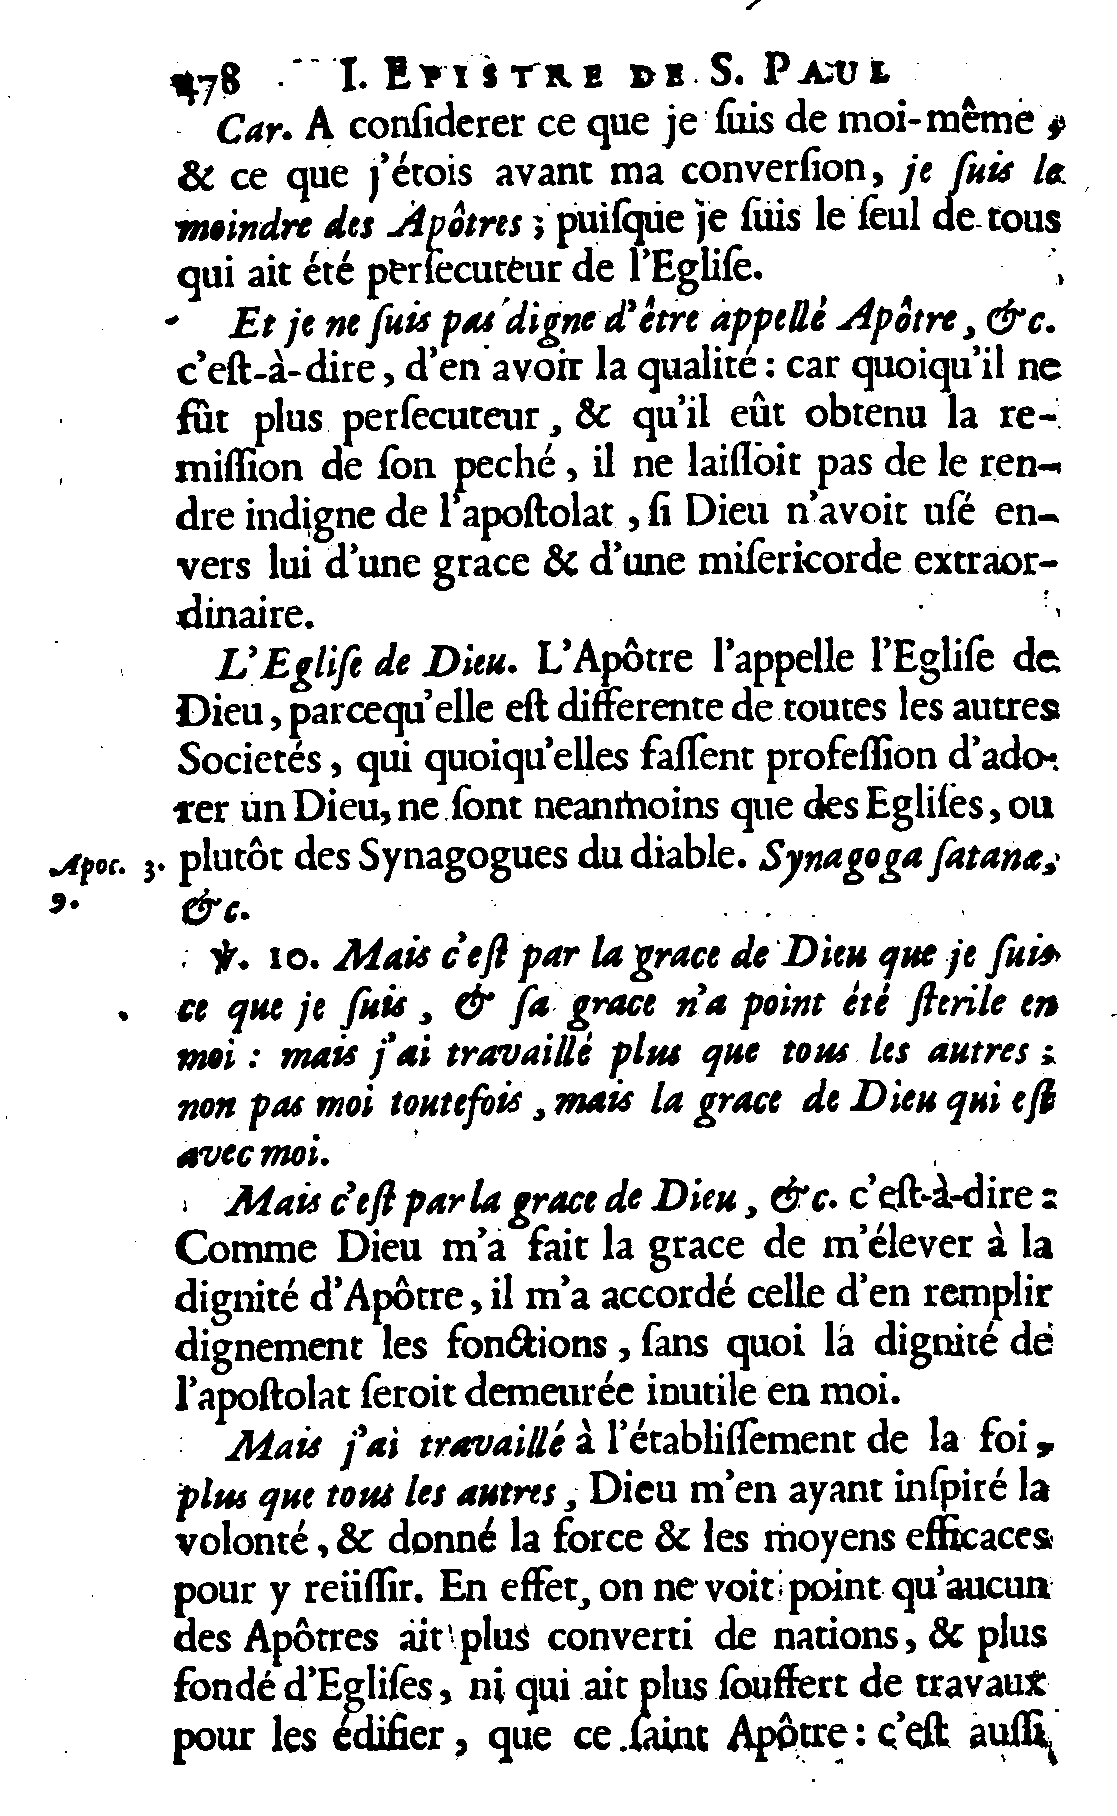 478 I. EPISTRE DE S. PAUL
Car. A conſiderer ce que je ſuis de moi-même,
& ce que j'étois avant ma converſion, je ſuis le
moindre des Apôtres; puiſque je ſuis le ſeul de tous
qui ait été perſecuteur de l'Egliſe.
Et je ne ſuis pas digne d'être appellé Apôtre, &c.
c'eſt-à-dire, d'en avoir la qualité: car quoiqu'il ne
fût plus perſecuteur, & qu'il eût obtenu la re-
miſſion de ſon peché, il ne laiſſoit pas de le ren-
dre indigne de l'apoſtolat, ſi Dieu n'avoit uſé en-
vers lui d'une grace & d'une miſericorde extraor-
dinaire.
L'Egliſe de Dieu. L'Apôtre l'appelle l'Egliſe de
Dieu, parcequ'elle eſt differente de toutes les autres
Societés, qui quoiqu'elles faſſent profeſſion d'ado-
rer un Dieu, ne ſont neanmoins que des Egliſes, ou
Apoc. 3. plutôt des Synagogues du diable. Synagoga ſatanæ,
9. &c.
℣. 10. Mais c'eſt par la grace de Dieu que je ſuis
ce que je ſuis, & ſa grace n'a point été ſterile en
moi: mais j'ai travaillé plus que tous les autres;
non pas moi toutefois, mais la grace de Dieu qui eſt
avec moi.
Mais c'eſt par la grace de Dieu, &c. c'eſt-à-dire:
Comme Dieu m'a fait la grace de m'élever à la
dignité d'Apôtre, il m'a accordé celle d'en remplir
dignement les fonctions, ſans quoi la dignité de
l'apoſtolat ſeroit demeurée inutile en moi.
Mais j'ai travaillé à l'établiſſement de la foi,
plus que tous les autres, Dieu m'en ayant inſpiré la
volonté, & donné la force & les moyens efficaces
pour y reüſſir. En effet, on ne voit point qu'aucun
des Apôtres ait plus converti de nations, & plus
fondé d'Egliſes, ni qui ait plus ſouffert de travaux
pour les édifier, que ce ſaint Apôtre: c'eſt auſſi